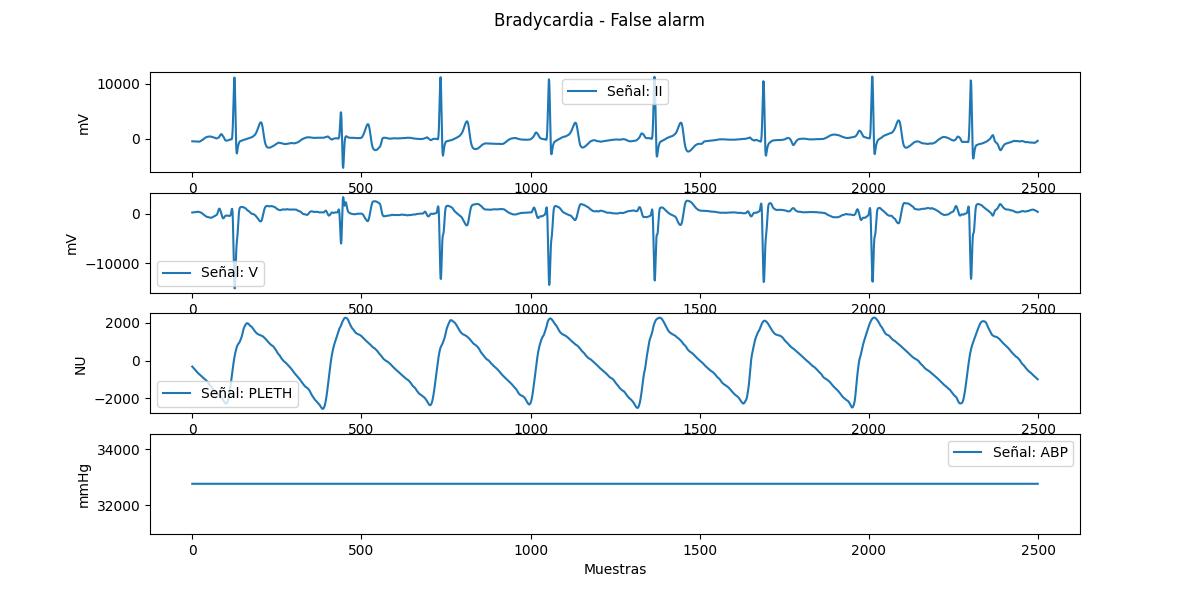 Bradycardia - False alarm
10000
0
mV
Señal: II
0 500 1000 1500 2000 2500
0
−10000
mV
Señal: V
0 500 1000 1500 2000 2500
2000
0
−2000
NU
Señal: PLETH
0 500 1000 1500 2000 2500
34000
32000
mmHg
Señal: ABP
0 500 1000 1500 2000 2500
Muestras